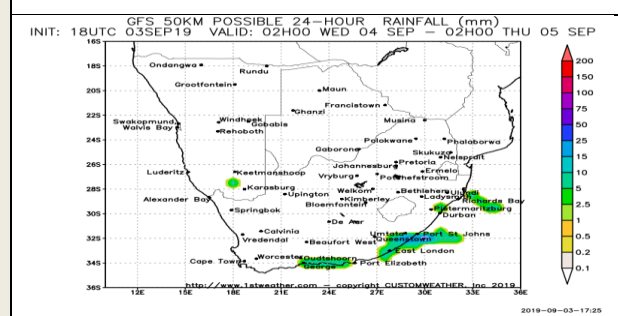 GFS 50KM POSSIBLE 24-HOUR RAINFALL (mm)
INIT: 18UTC 03SEP19 VALID: 02H00 WED 04 SEP - 02H00 THU 05 SEP
16S
Ondangwa
Rundu
200
18S
Grootfontein
Maun
150
20S
Francistown
100
Ghanzi
22S
Windhoek
Gobabis
Musina
75
Swakopmund
Walvis Bay
Rehoboth
50
24S
Polokwane
Phalaborwa
Gaborone
Skukuza
25
Johannesburg
Pretoria
Nelspruit
15
26S
Luderitz
Keetmanshoop
Vryburg
Potchefstroom
Ermelo
10
Karasburg
Upington
Welkom
Bethlehem
Ulundi
5
28S
Alexander Bay
Kimberley
Ladysmith
Richards Bay
Bloemfontein
Pietermaritzburg
2.5
30S
Springbok
Durban
De Aar
1
Calvinia
Umtata
Port St Johns
0.5
32S
Vredendal
Beaufort West
Queenstown
0.2
East London
Worcester
Oudtshoorn
34S
Cape Town
George
Port Elizabeth
0.1
http://www.1stweather.com - copyright CUSTOMWEATHER, Inc 2019
36S
12E 15E 18E 21E 24E 27E 30E 33E 36E
2019-09-03-17:25